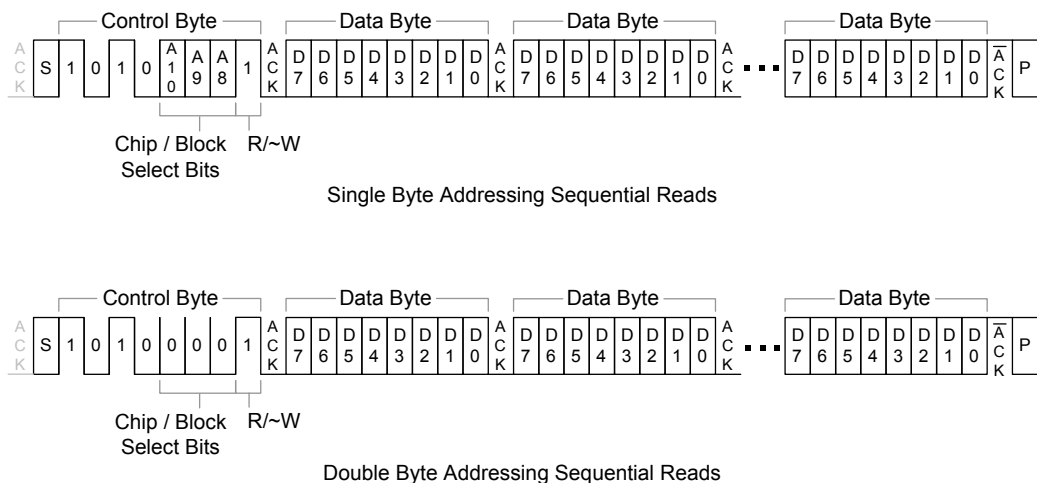 Control Byte Data Byte Data Byte Data Byte
ACK S 1 0 1 0 A10 A9 A8 1 ACK D7 D6 D5 D4 D3 D2 D1 D0 ACK D7 D6 D5 D4 D3 D2 D1 D0 ACK D7 D6 D5 D4 D3 D2 D1 D0 A̅CK P
Chip / Block R/~W
Select Bits
Single Byte Addressing Sequential Reads
Control Byte Data Byte Data Byte Data Byte
ACK S 1 0 1 0 0 0 0 1 ACK D7 D6 D5 D4 D3 D2 D1 D0 ACK D7 D6 D5 D4 D3 D2 D1 D0 ACK D7 D6 D5 D4 D3 D2 D1 D0 A̅CK P
Chip / Block R/~W
Select Bits
Double Byte Addressing Sequential Reads